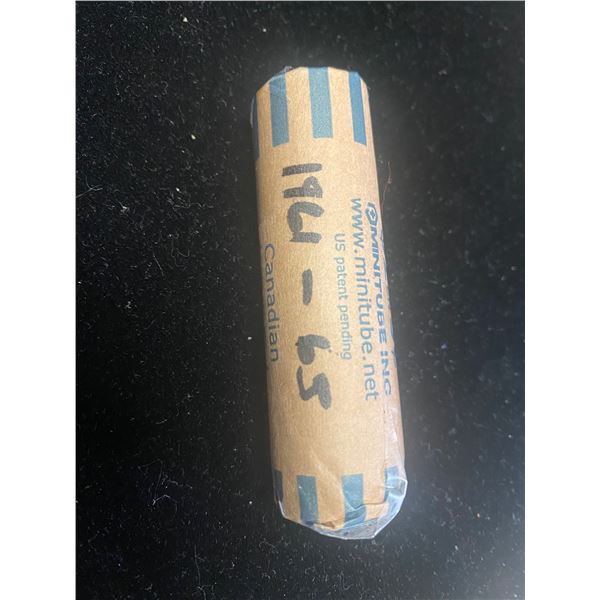 MINITUBE INC
www.minitube.net
US patent pending
1961 - 65
Canadian